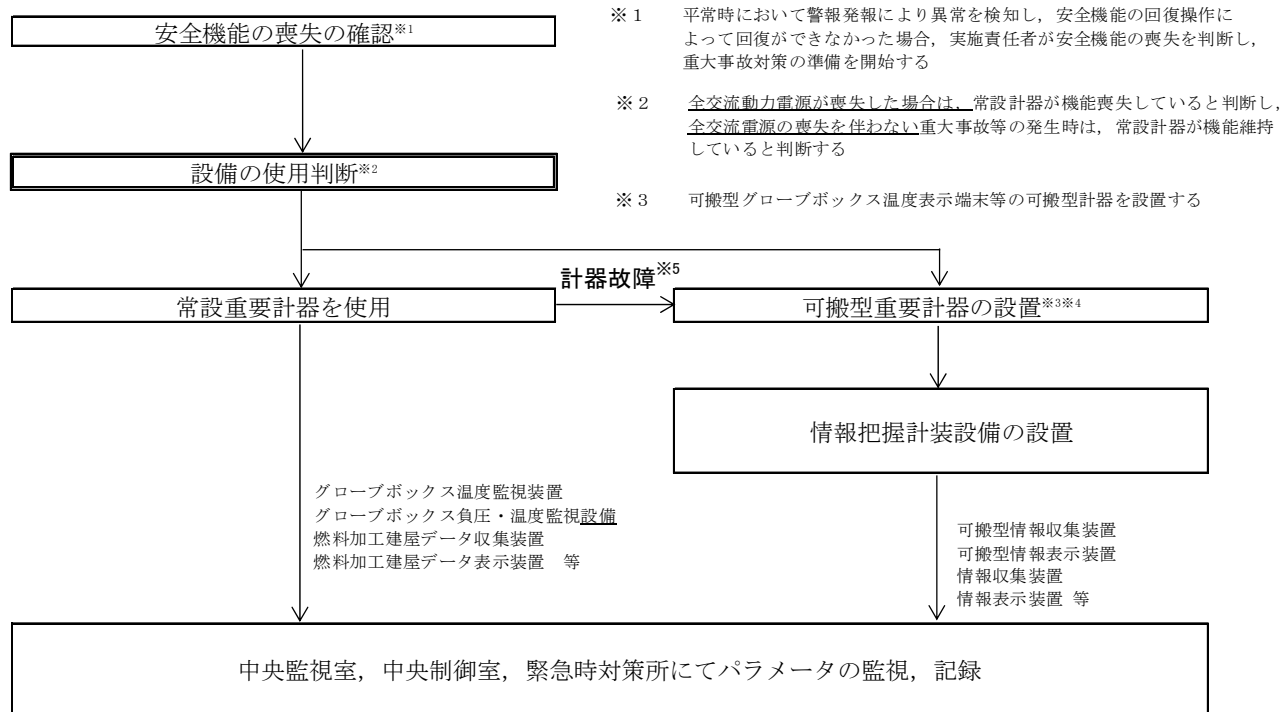 安全機能の喪失の確認※1
※1 平常時において警報発報により異常を検知し，安全機能の回復操作に
よって回復ができなかった場合，実施責任者が安全機能の喪失を判断し，
重大事故対策の準備を開始する
※2 全交流動力電源が喪失した場合は，常設計器が機能喪失していると判断し，
全交流電源の喪失を伴わない重大事故等の発生時は，常設計器が機能維持
していると判断する
設備の使用判断※2
※3 可搬型グローブボックス温度表示端末等の可搬型計器を設置する
計器故障※5
常設重要計器を使用
可搬型重要計器の設置※3※4
情報把握計装設備の設置
グローブボックス温度監視装置
グローブボックス負圧・温度監視設備
燃料加工建屋データ収集装置
燃料加工建屋データ表示装置 等
可搬型情報収集装置
可搬型情報表示装置
情報収集装置
情報表示装置 等
中央監視室，中央制御室，緊急時対策所にてパラメータの監視，記録